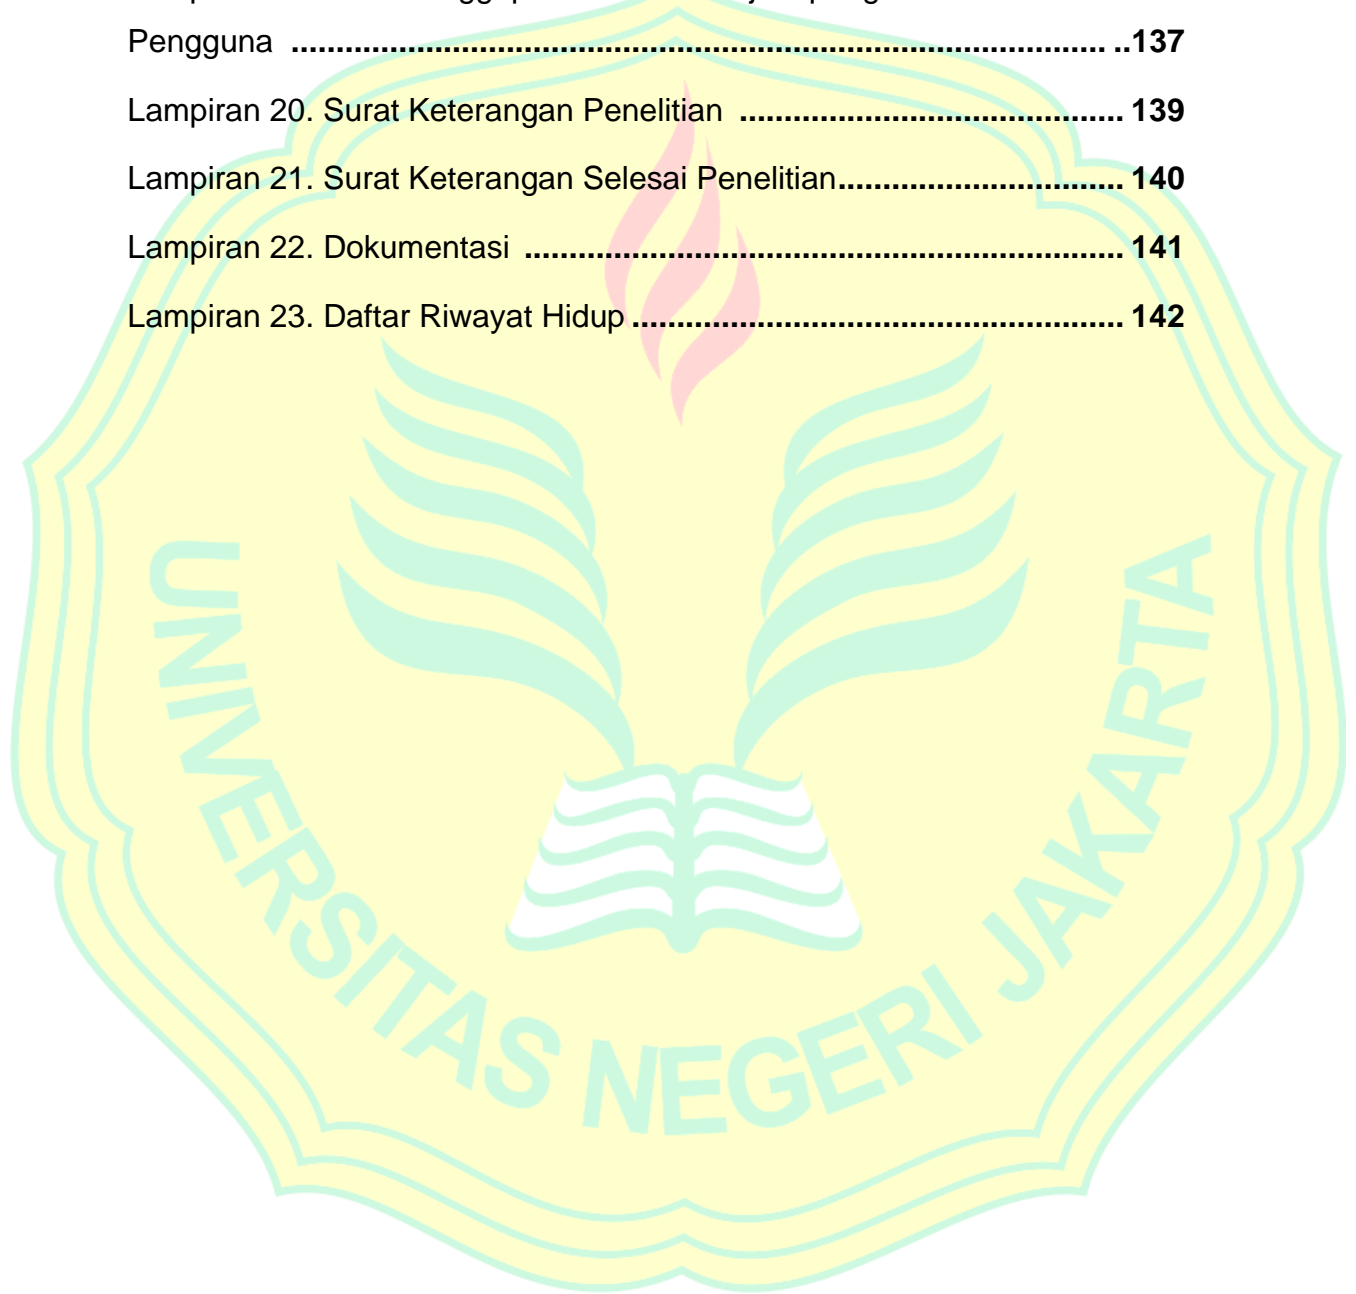 Pengguna .......................................................................................... ..137
Lampiran 20. Surat Keterangan Penelitian ........................................... 139
Lampiran 21. Surat Keterangan Selesai Penelitian................................ 140
Lampiran 22. Dokumentasi ................................................................... 141
Lampiran 23. Daftar Riwayat Hidup ....................................................... 142
UNIVERSITAS NEGERI JAKARTA